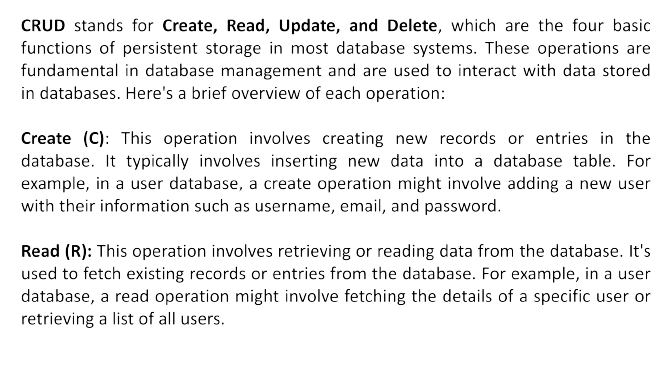 CRUD stands for Create, Read, Update, and Delete, which are the four basic
functions of persistent storage in most database systems. These operations are
fundamental in database management and are used to interact with data stored
in databases. Here's a brief overview of each operation:
Create (C): This operation involves creating new records or entries in the
database. It typically involves inserting new data into a database table. For
example, in a user database, a create operation might involve adding a new user
with their information such as username, email, and password.
Read (R): This operation involves retrieving or reading data from the database. It's
used to fetch existing records or entries from the database. For example, in a user
database, a read operation might involve fetching the details of a specific user or
retrieving a list of all users.